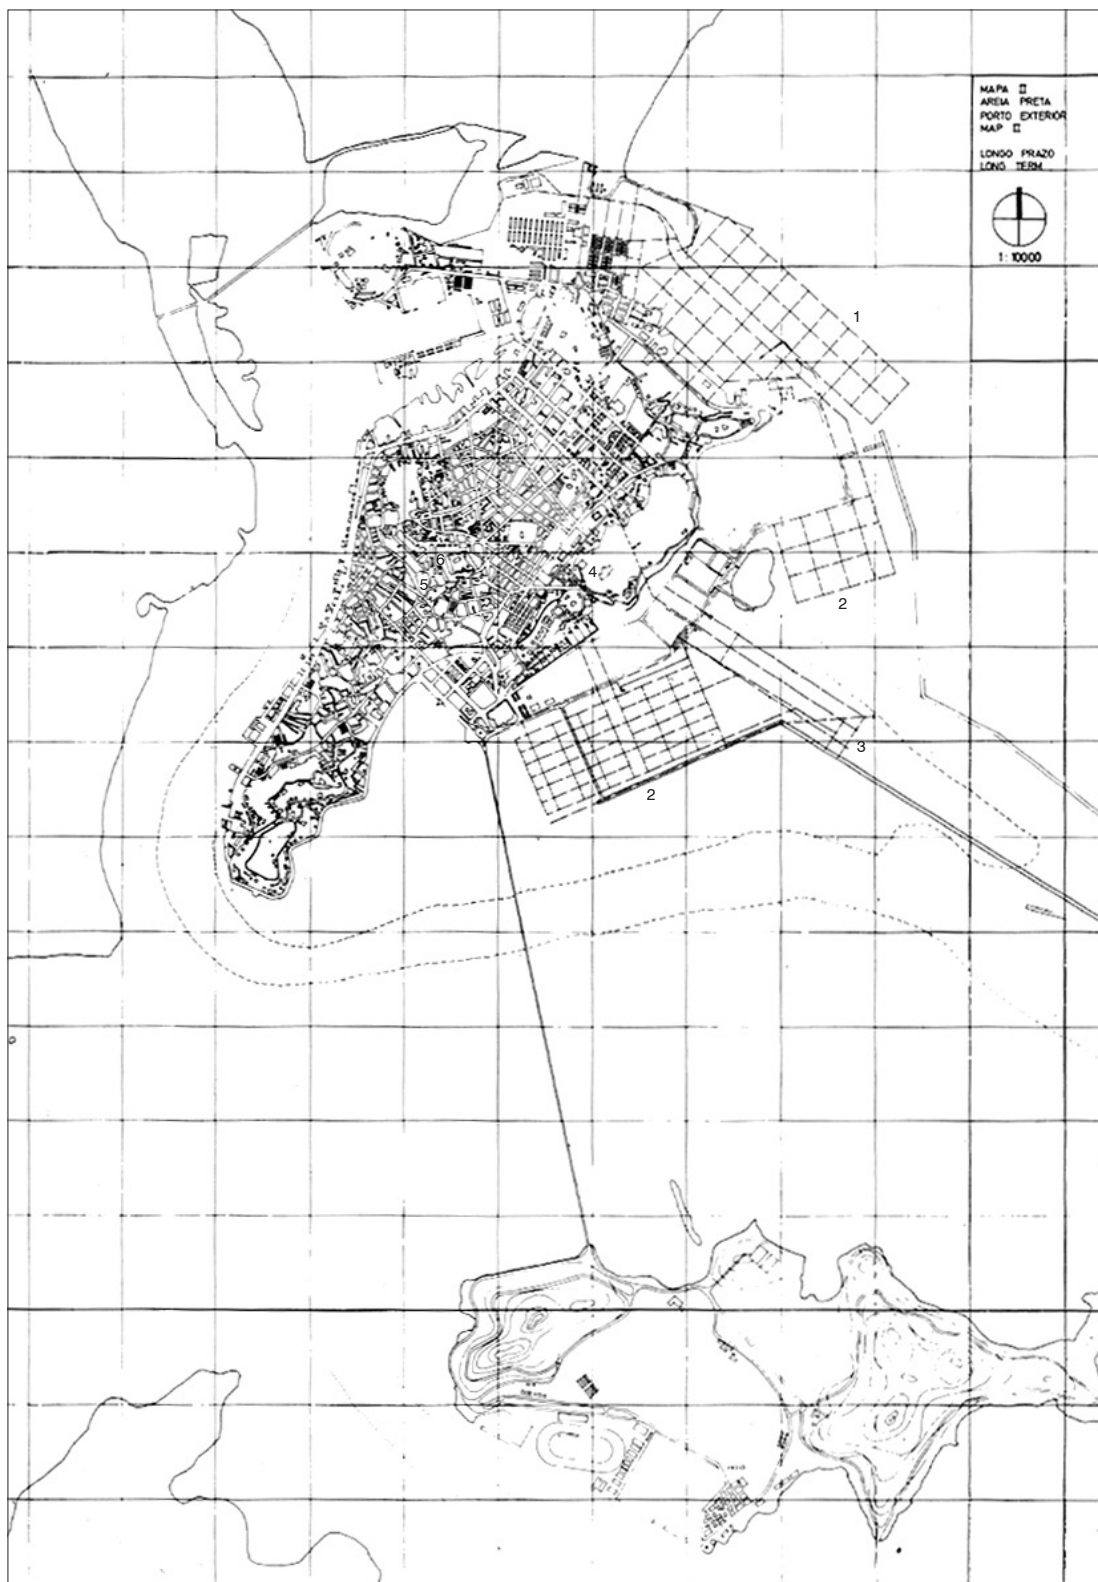 MAPA II
AREIA PRETA
PORTO EXTERIOR
MAP II
LONGO PRAZO
LONG TERM
1:10000
1
6
4
5
2
3
2